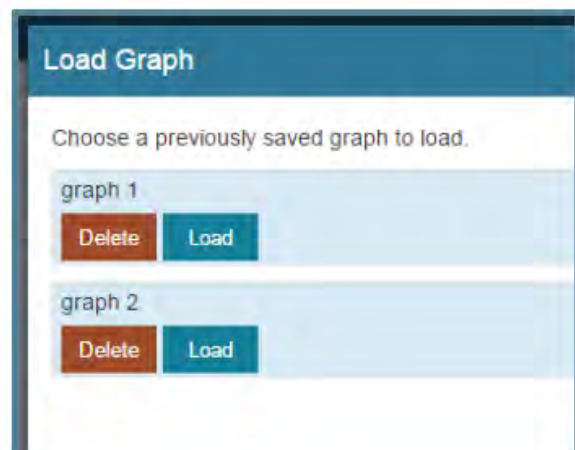 Load Graph
Choose a previously saved graph to load.
graph 1
Delete Load
graph 2
Delete Load